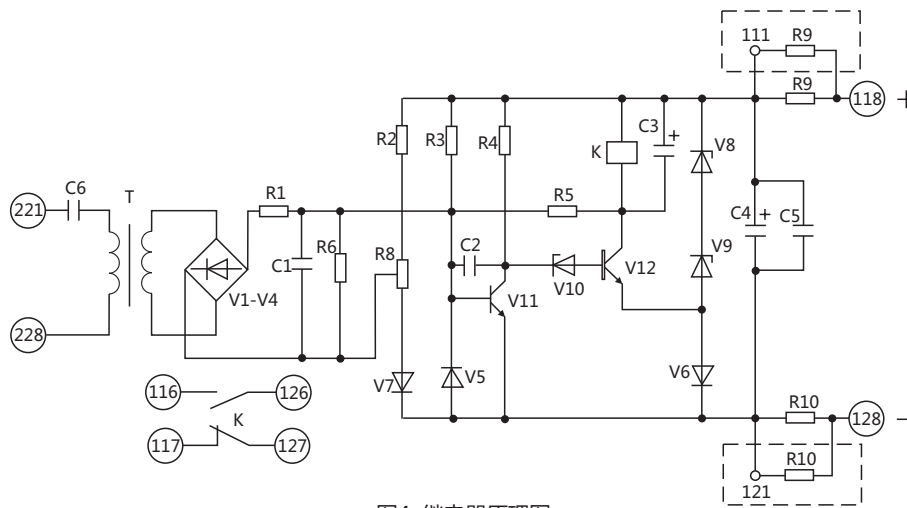 111
R9
R9
118
+
R2
R3
R4
C3
+
K
V8
221
C6
T
R1
R5
C4
+
C5
R6
C1
R8
C2
V9
V12
V10
V11
V1-V4
228
V7
V5
V6
116
126
K
117
127
R10
128
−
R10
121